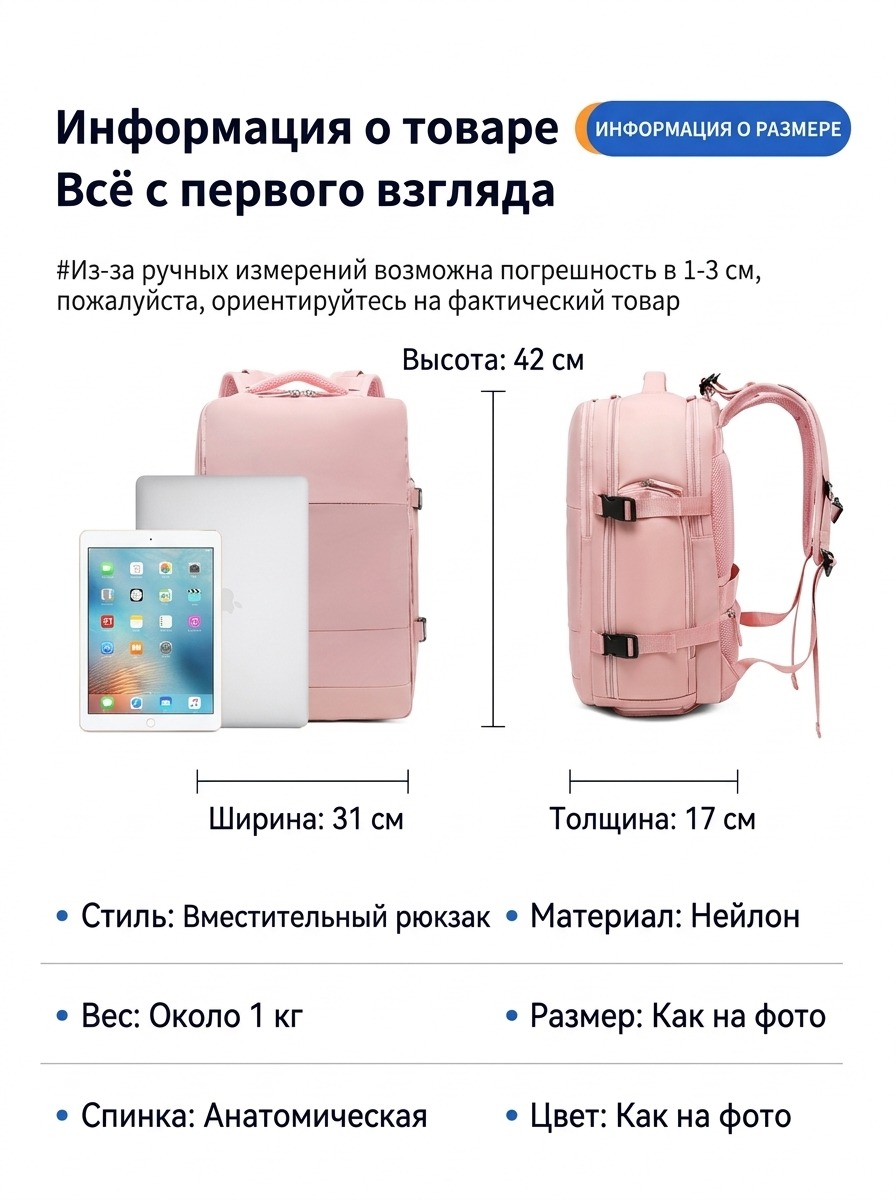 Информация о товаре
ИНФОРМАЦИЯ О РАЗМЕРЕ
Всё с первого взгляда
#Из-за ручных измерений возможна погрешность в 1-3 см,
пожалуйста, ориентируйтесь на фактический товар
Высота: 42 см
Ширина: 31 см
Толщина: 17 см
• Стиль: Вместительный рюкзак
• Материал: Нейлон
• Вес: Около 1 кг
• Размер: Как на фото
• Спинка: Анатомическая
• Цвет: Как на фото